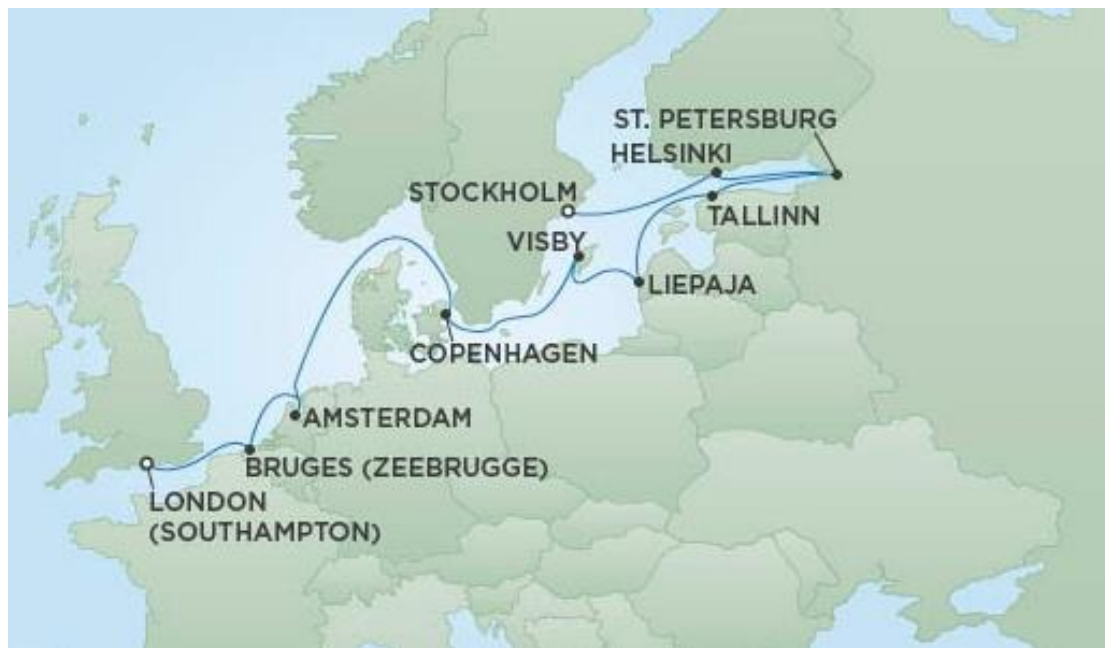 ST. PETERSBURG
HELSINKI
STOCKHOLM
TALLINN
VISBY
LIEPAJA
COPENHAGEN
AMSTERDAM
BRUGES (ZEEBRUGGE)
LONDON
(SOUTHAMPTON)